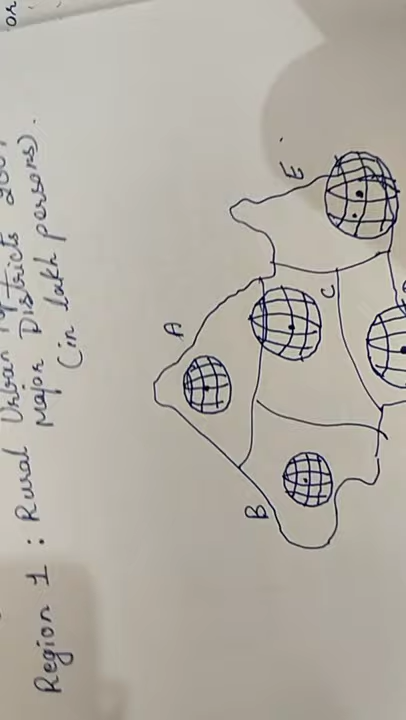 Region 1 : Rural Urban
Major Districts
(in lakh persons).
A
B
C
E